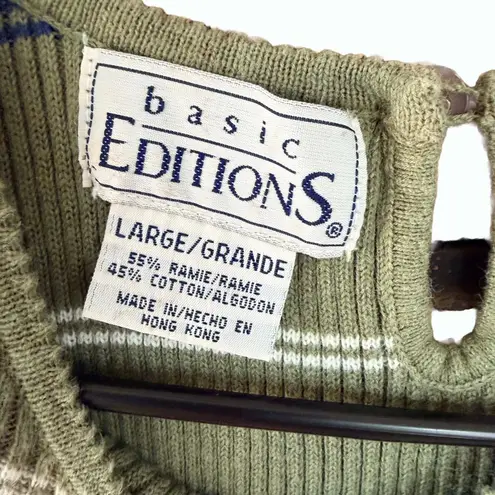 basic
EDITIONS®
LARGE/GRANDE
55% RAMIE/RAMIE
45% COTTON/ALGODON
MADE IN/HECHO EN
HONG KONG